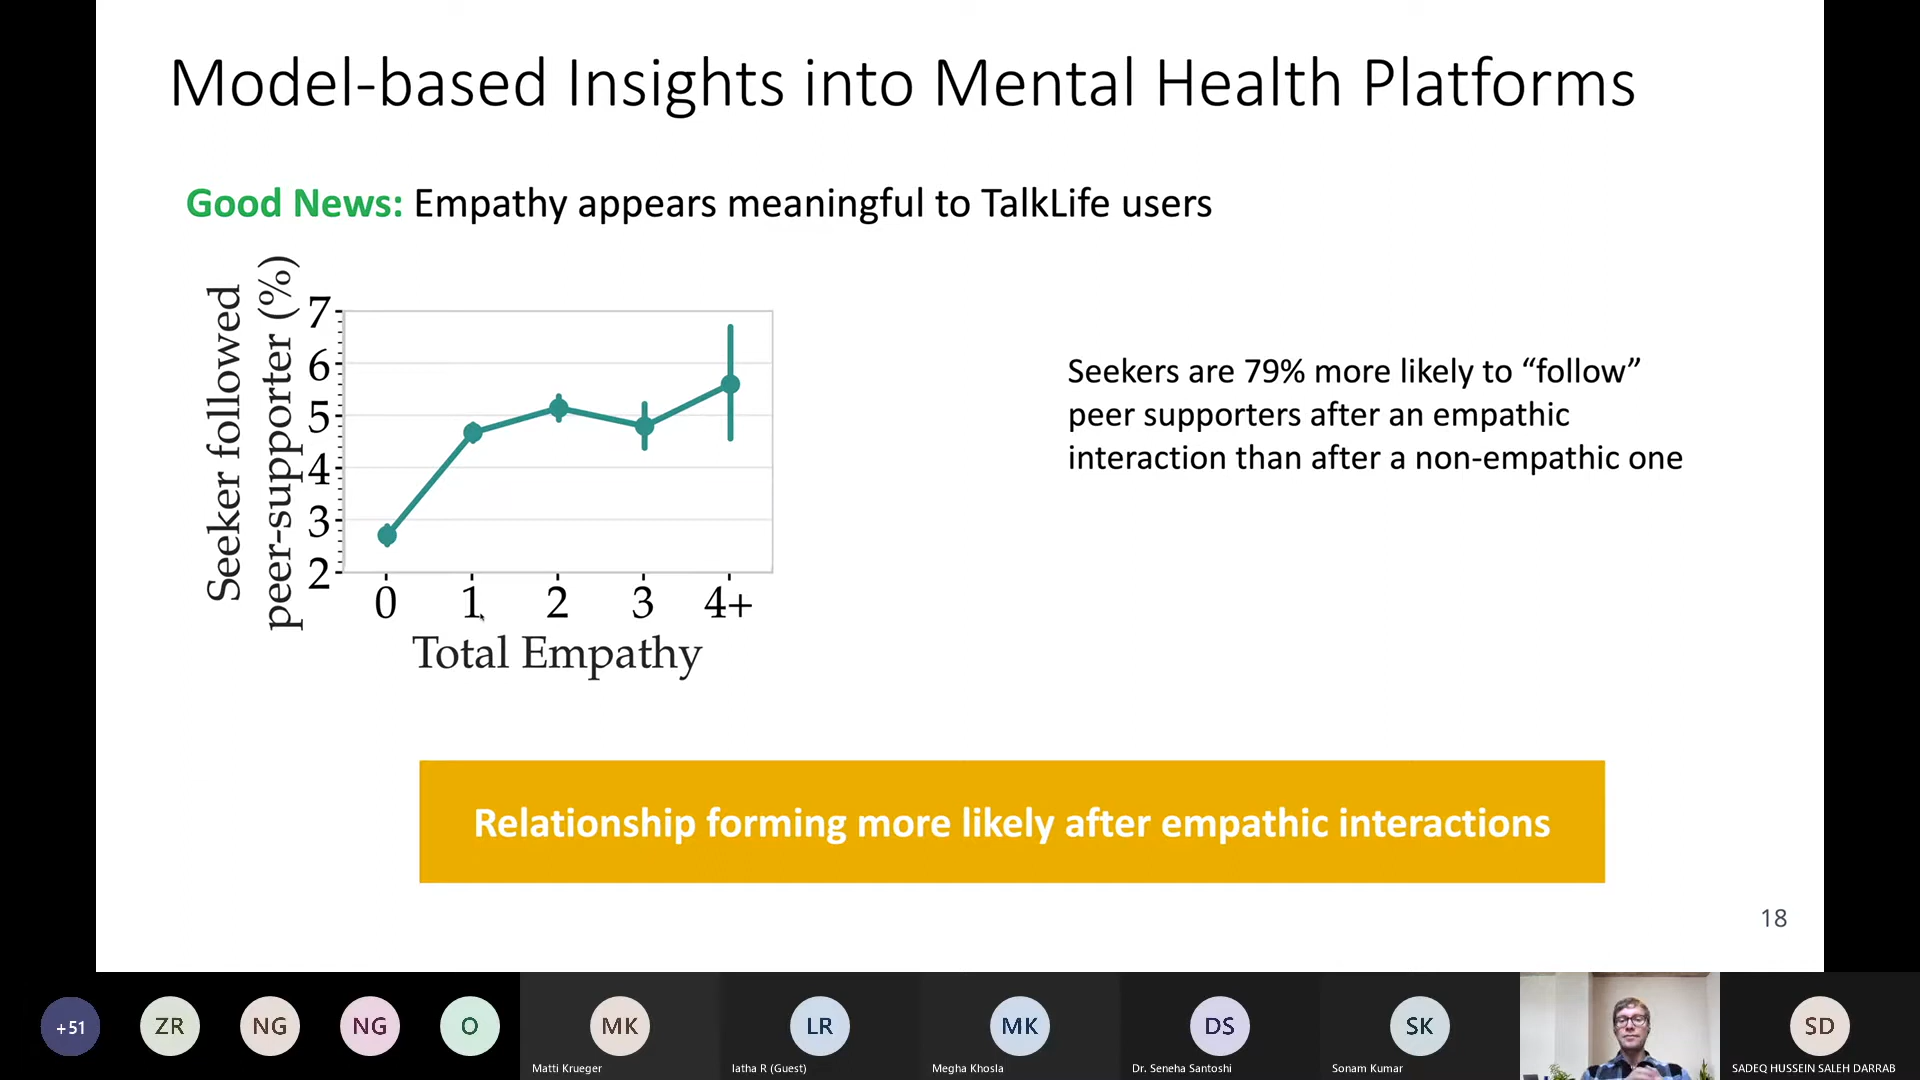 Model-based Insights into Mental Health Platforms
Good News: Empathy appears meaningful to TalkLife users
Seeker followed
peer-supporter (%)
7
6
5
4
3
2
0 1 2 3 4+
Total Empathy
Seekers are 79% more likely to “follow”
peer supporters after an empathic
interaction than after a non-empathic one
Relationship forming more likely after empathic interactions
18
+51 ZR NG NG O MK LR MK DS SK SD
Matti Krueger latha R (Guest) Megha Khosla Dr. Seneha Santoshi Sonam Kumar SADEQ HUSSEIN SALEH DARRAB